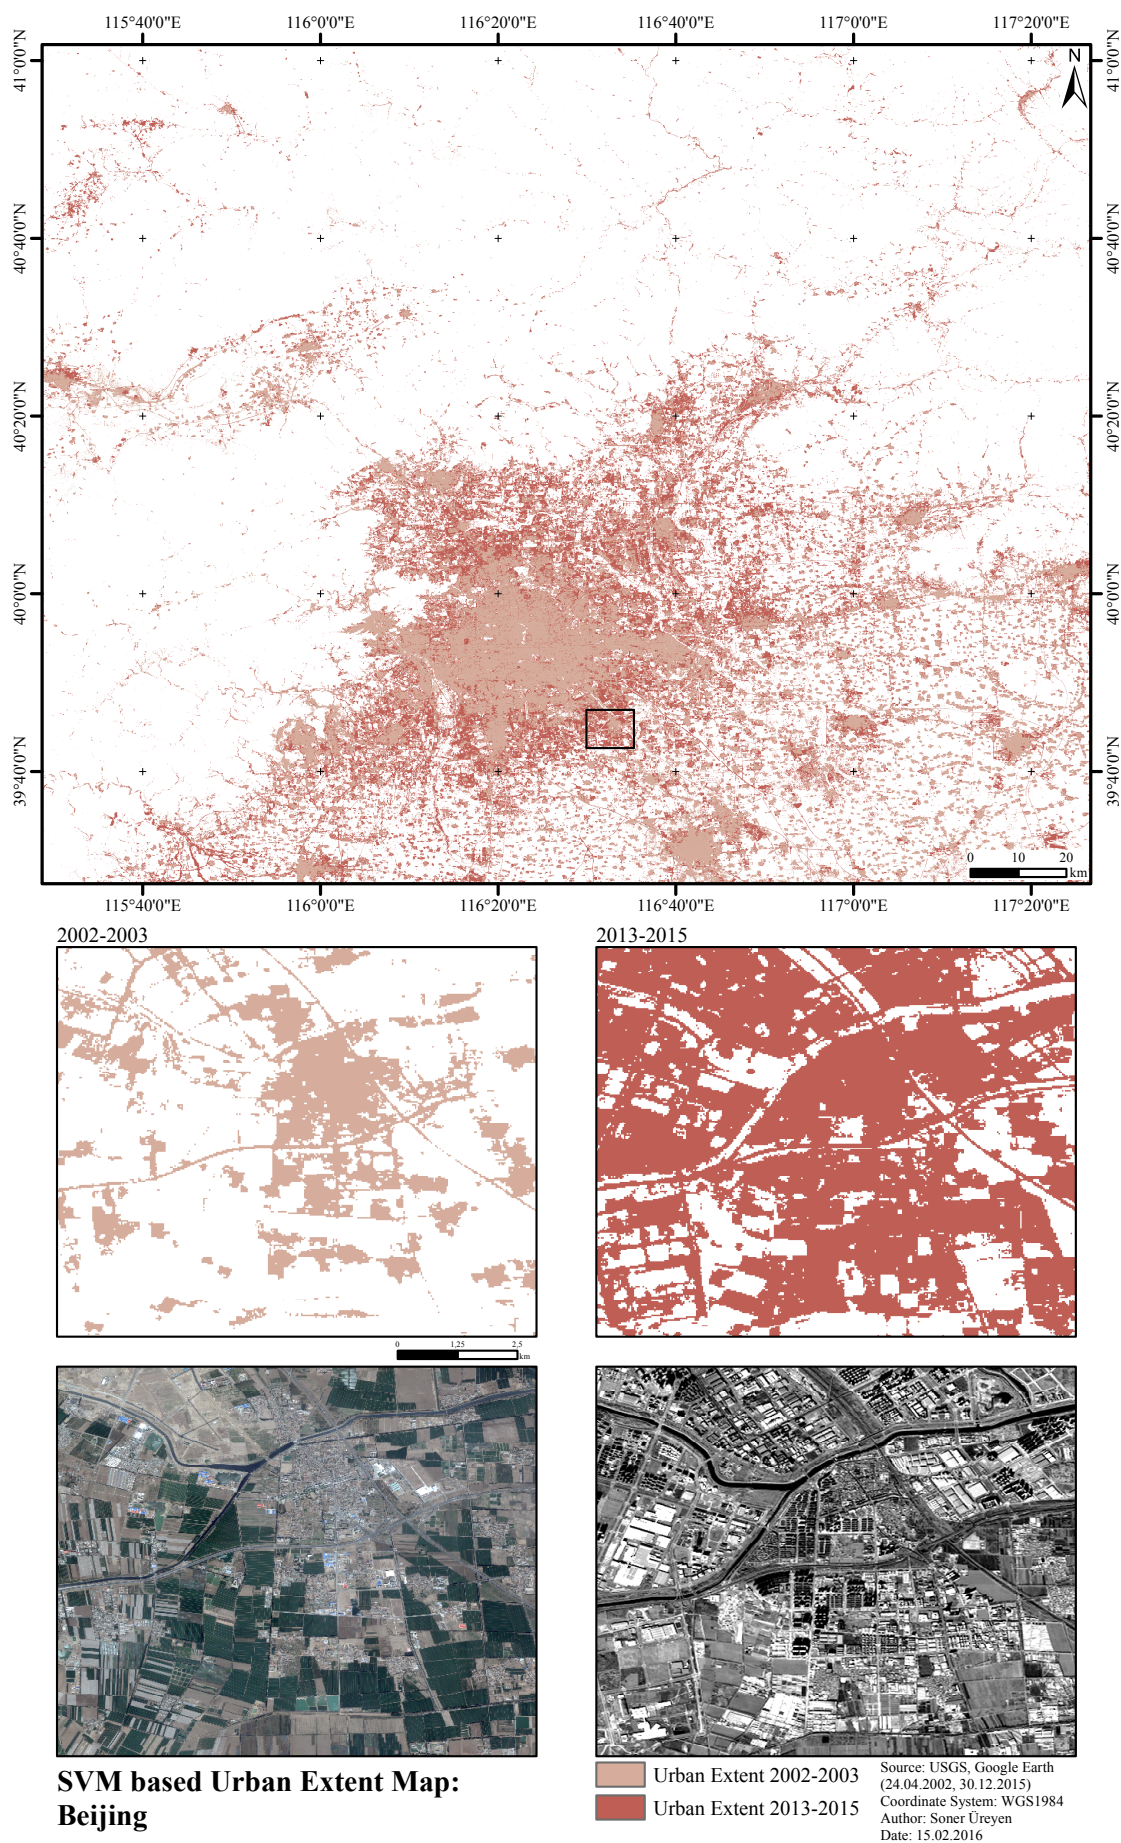 115°40'0"E 116°0'0"E 116°20'0"E 116°40'0"E 117°0'0"E 117°20'0"E
41°0'0"N 41°0'0"N
N
40°40'0"N 40°40'0"N
40°20'0"N 40°20'0"N
40°0'0"N 40°0'0"N
39°40'0"N 39°40'0"N
0 10 20
km
115°40'0"E 116°0'0"E 116°20'0"E 116°40'0"E 117°0'0"E 117°20'0"E
2002-2003
2013-2015
0 1,25 2,5
km
SVM based Urban Extent Map:
Beijing
Urban Extent 2002-2003
Urban Extent 2013-2015
Source: USGS, Google Earth
(24.04.2002, 30.12.2015)
Coordinate System: WGS1984
Author: Soner Üreyen
Date: 15.02.2016